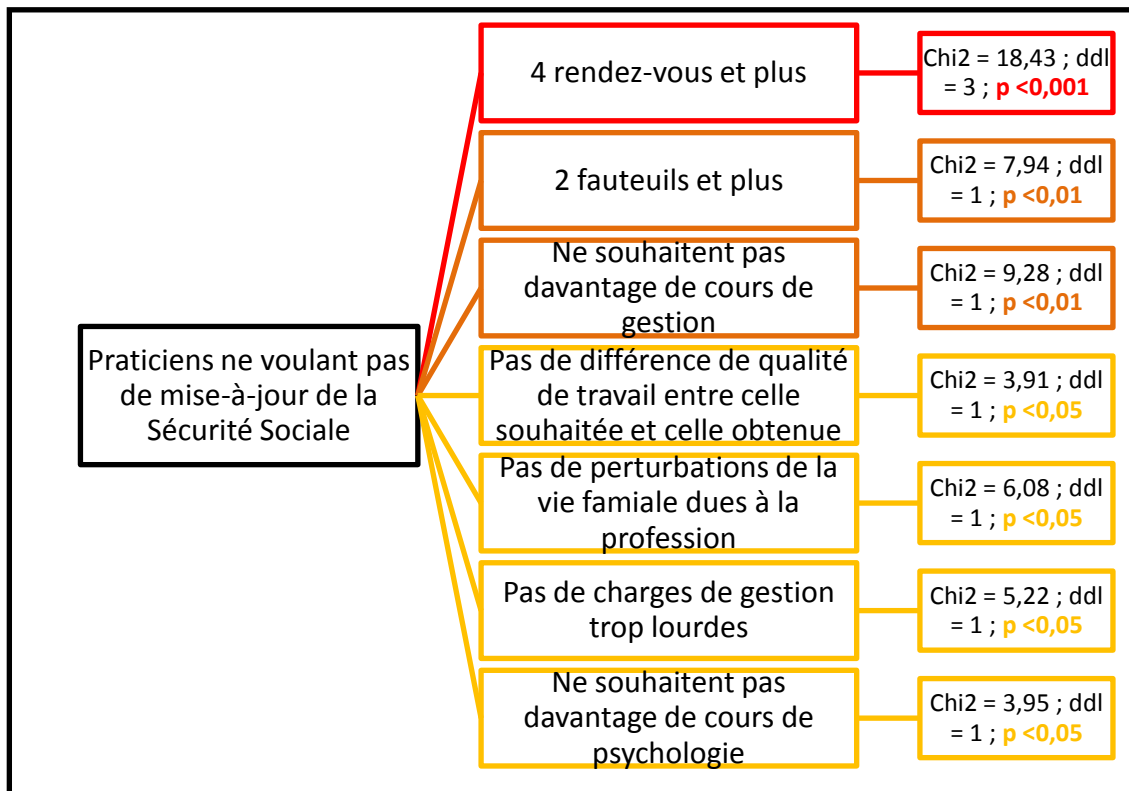 4 rendez-vous et plus
Chi2 = 18,43 ; ddl
= 3 ; p <0,001
2 fauteuils et plus
Chi2 = 7,94 ; ddl
= 1 ; p <0,01
Ne souhaitent pas
davantage de cours de
gestion
Chi2 = 9,28 ; ddl
= 1 ; p <0,01
Praticiens ne voulant pas
de mise-à-jour de la
Sécurité Sociale
Pas de différence de qualité
de travail entre celle
souhaitée et celle obtenue
Chi2 = 3,91 ; ddl
= 1 ; p <0,05
Pas de perturbations de la
vie famiale dues à la
profession
Chi2 = 6,08 ; ddl
= 1 ; p <0,05
Pas de charges de gestion
trop lourdes
Chi2 = 5,22 ; ddl
= 1 ; p <0,05
Ne souhaitent pas
davantage de cours de
psychologie
Chi2 = 3,95 ; ddl
= 1 ; p <0,05